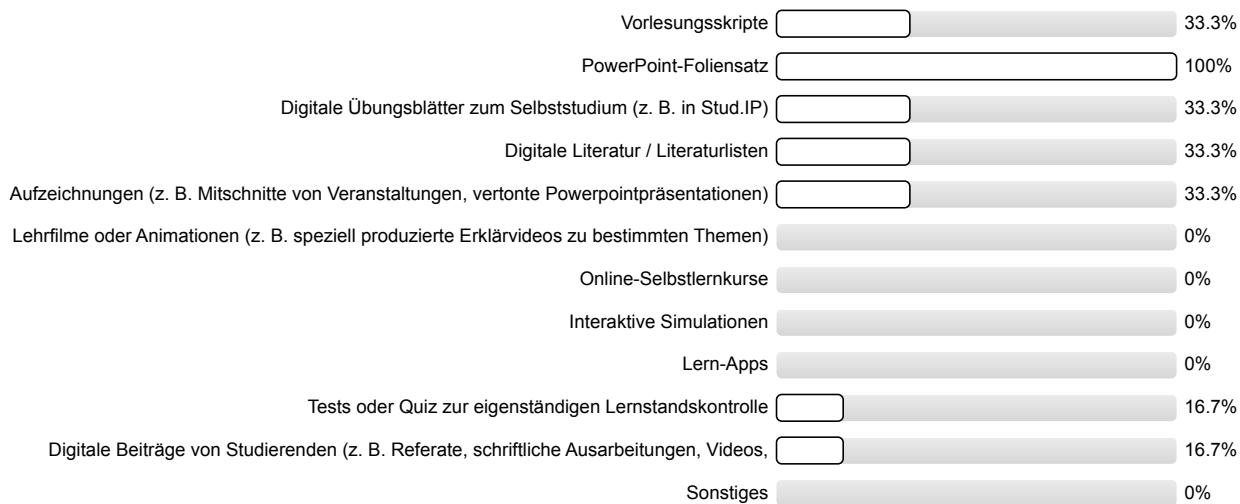 Vorlesungsskripte 33.3%
PowerPoint-Foliensatz 100%
Digitale Übungsblätter zum Selbststudium (z. B. in Stud.IP) 33.3%
Digitale Literatur / Literaturlisten 33.3%
Aufzeichnungen (z. B. Mitschnitte von Veranstaltungen, vertonte Powerpointpräsentationen) 33.3%
Lehrfilme oder Animationen (z. B. speziell produzierte Erklärvideos zu bestimmten Themen) 0%
Online-Selbstlernkurse 0%
Interaktive Simulationen 0%
Lern-Apps 0%
Tests oder Quiz zur eigenständigen Lernstandskontrolle 16.7%
Digitale Beiträge von Studierenden (z. B. Referate, schriftliche Ausarbeitungen, Videos, 16.7%
Sonstiges 0%